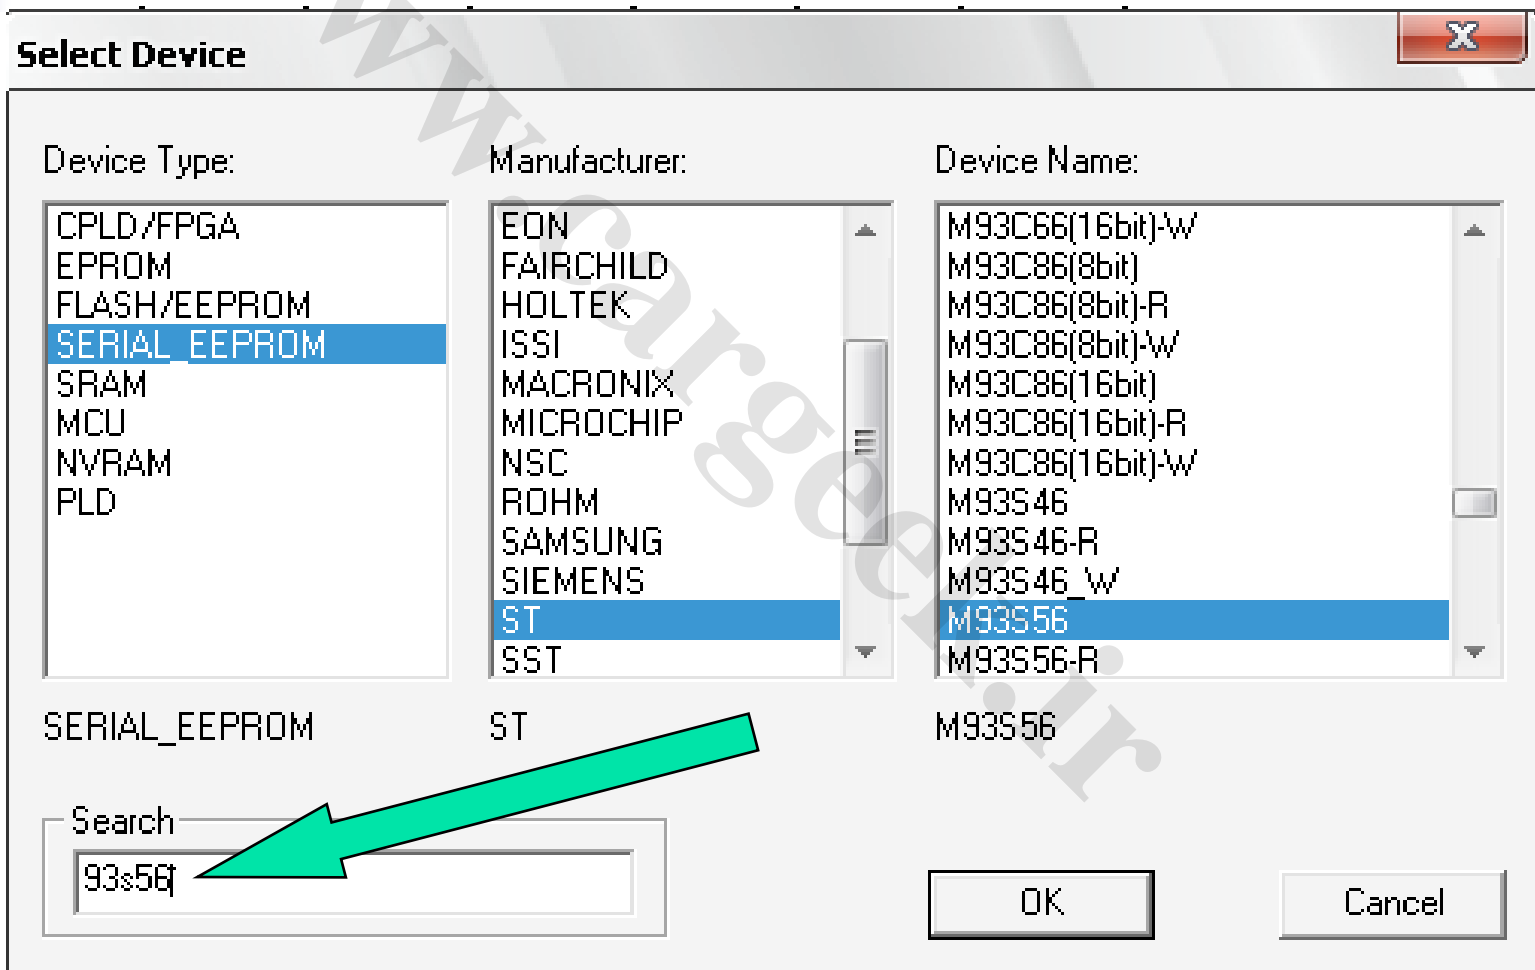 Select Device
Device Type:
CPLD/FPGA
EPROM
FLASH/EEPROM
SERIAL_EEPROM
SRAM
MCU
NVRAM
PLD
SERIAL_EEPROM
Manufacturer:
EON
FAIRCHILD
HOLTEK
ISSI
MACRONIX
MICROCHIP
NSC
ROHM
SAMSUNG
SIEMENS
ST
SST
ST
Device Name:
M93C66(16bit)-W
M93C86(8bit)
M93C86(8bit)-R
M93C86(8bit)-W
M93C86(16bit)
M93C86(16bit)-R
M93C86(16bit)-W
M93S46
M93S46-R
M93S46_W
M93S56
M93S56-R
M93S56
Search
93s56
OK
Cancel
www.cargeek.ir